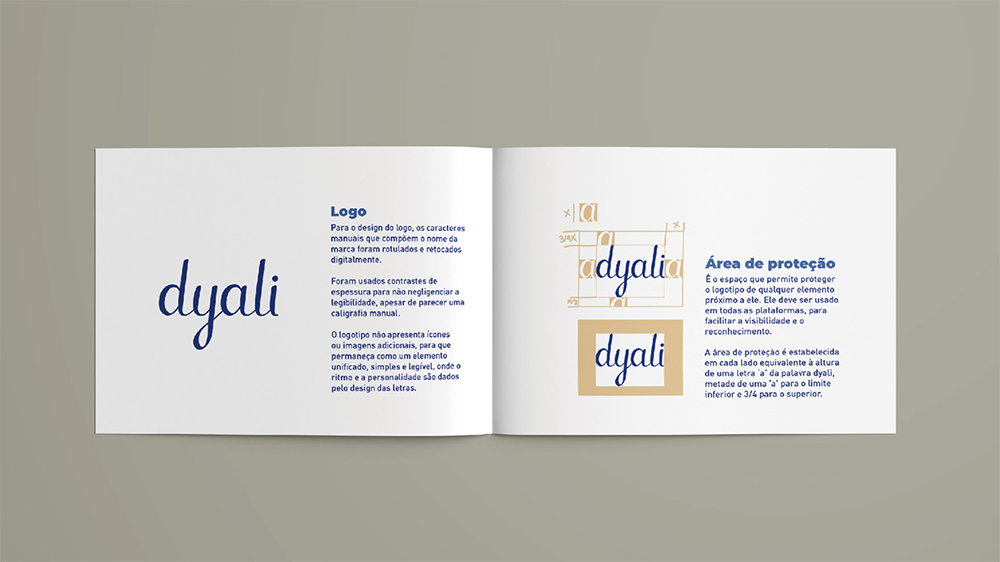 dyali
Logo
Para o design do logo, os caracteres
manuais que compõem o nome da
marca foram rotulados e retocados
digitalmente.
Foram usados contrastes de
espessura para não negligenciar a
legibilidade, apesar de parecer uma
caligrafia manual.
O logotipo não apresenta ícones
ou imagens adicionais, para que
permaneça como um elemento
unificado, simples e legível, onde o
ritmo e a personalidade são dados
pelo design das letras.
x a
x
3/4x a
a dyali a
x/2 a
dyali
Área de proteção
É o espaço que permite proteger
o logotipo de qualquer elemento
próximo a ele. Ele deve ser usado
em todas as plataformas, para
facilitar a visibilidade e o
reconhecimento.
A área de proteção é estabelecida
em cada lado equivalente à altura
de uma letra ´a´ da palavra dyali,
metade de uma "a" para o limite
inferior e 3/4 para o superior.